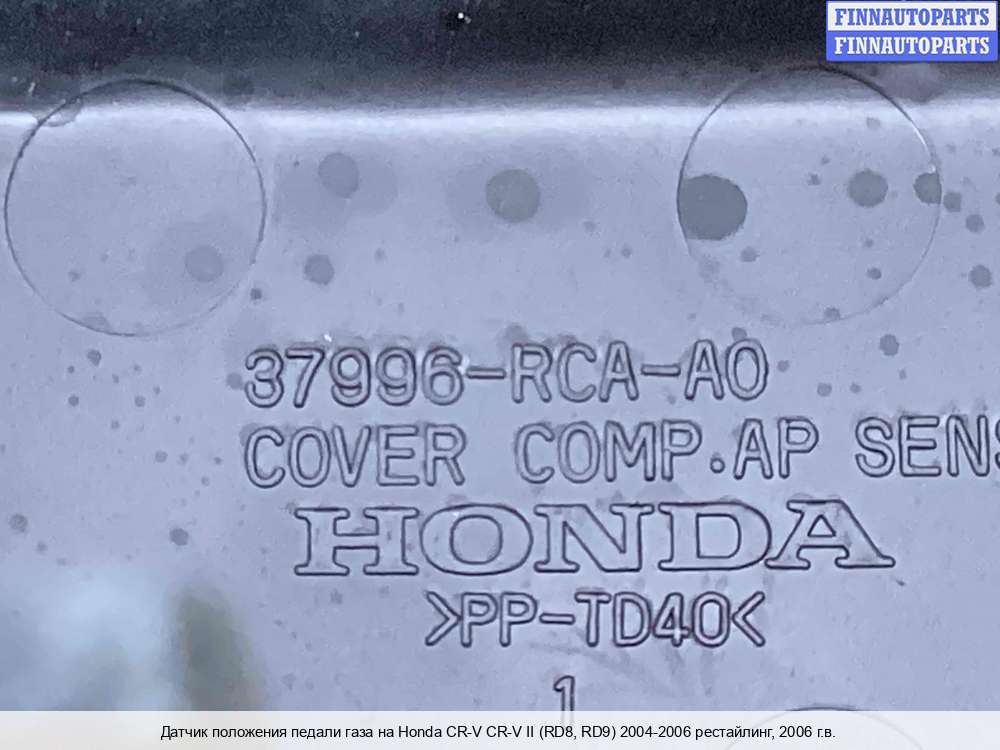 FINNAUTOPARTS
FINNAUTOPARTS
37996-RCA-A0
COVER COMP.AP SENS
HONDA
>PP-TD40<
1
Датчик положения педали газа на Honda CR-V CR-V II (RD8, RD9) 2004-2006 рестайлинг, 2006 г.в.